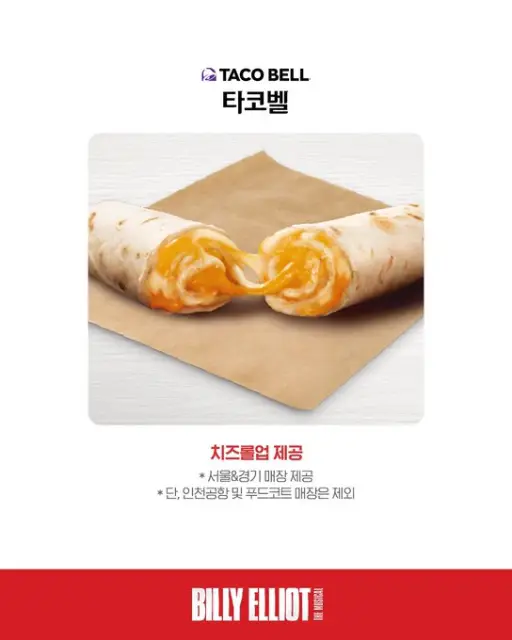 TACO BELL
타코벨
치즈롤업 제공
* 서울&경기 매장 제공
* 단, 인천공항 및 푸드코트 매장은 제외
BILLY ELLIOT THE MUSICAL